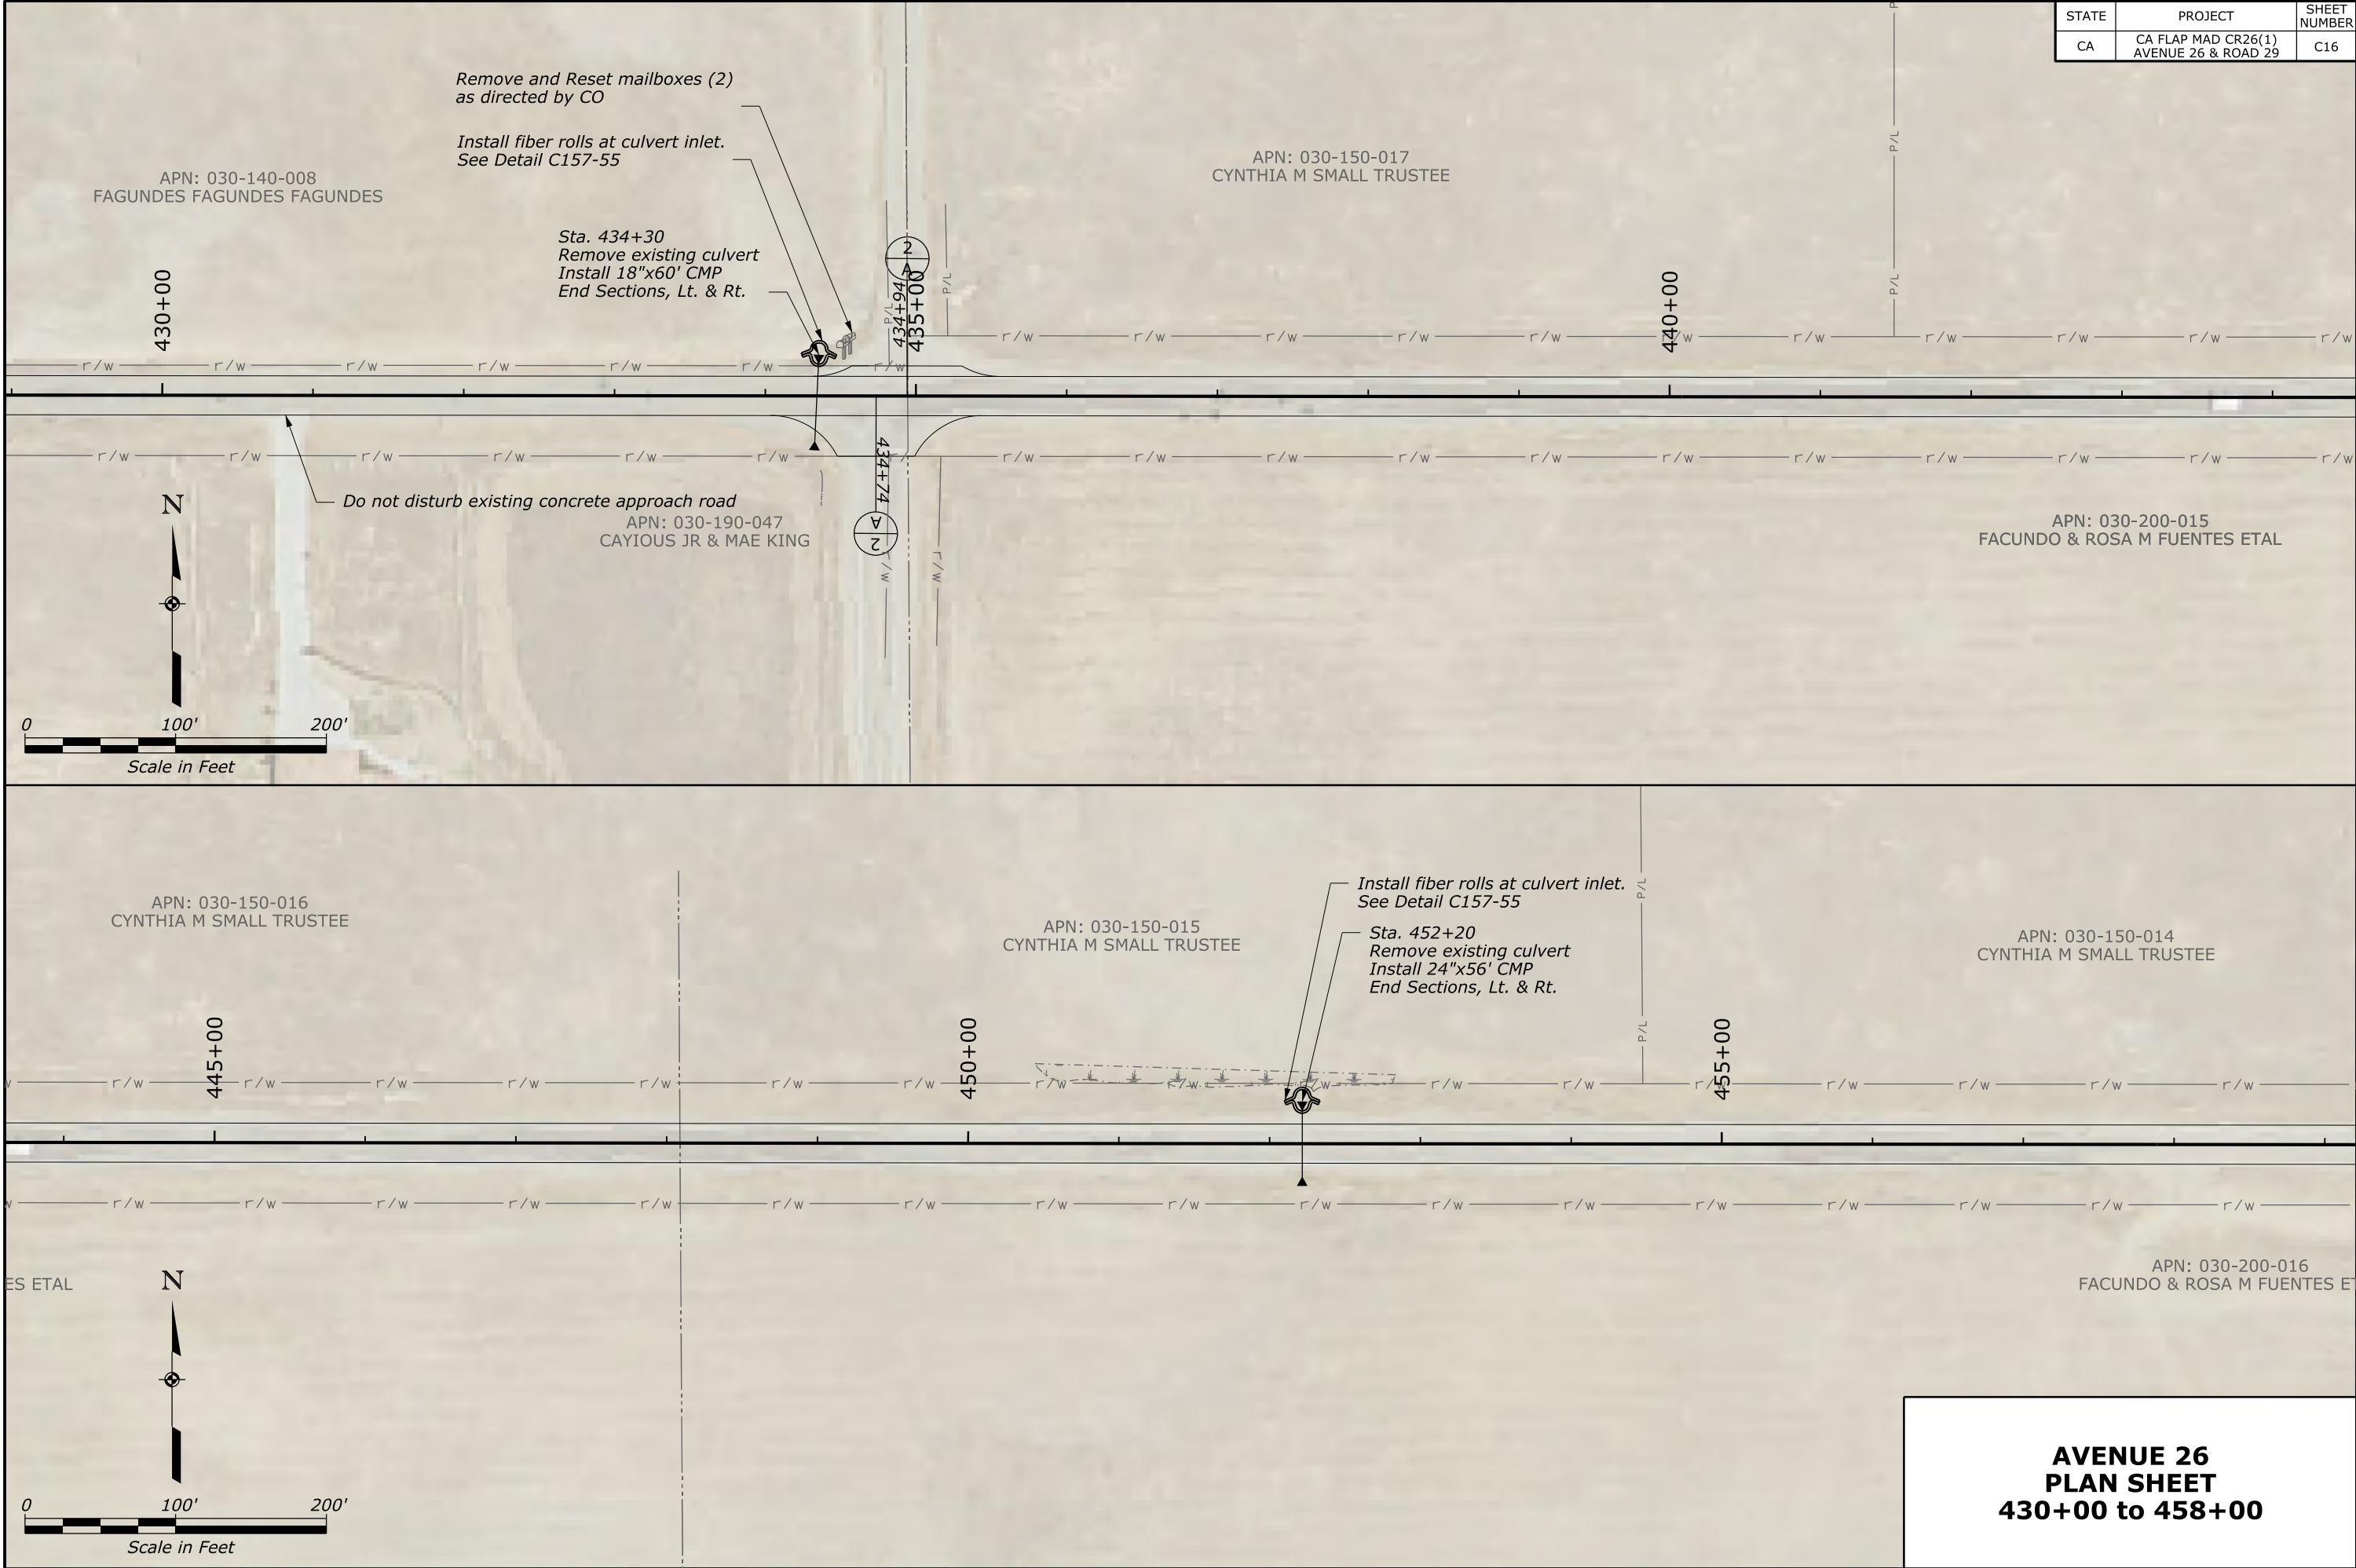 STATE
PROJECT
SHEET NUMBER
CA
CA FLAP MAD CR26(1)
AVENUE 26 & ROAD 29
C16
Remove and Reset mailboxes (2)
as directed by CO
Install fiber rolls at culvert inlet.
See Detail C157-55
APN: 030-140-008
FAGUNDES FAGUNDES FAGUNDES
APN: 030-150-017
CYNTHIA M SMALL TRUSTEE
P/L
P/L
P/L
P/L
Sta. 434+30
Remove existing culvert
Install 18"x60' CMP
End Sections, Lt. & Rt.
2
A
430+00
434+94
435+00
440+00
r/w r/w r/w r/w r/w r/w r/w
r/w r/w r/w r/w r/w r/w r/w r/w r/w r/w r/w
r/w r/w r/w r/w r/w r/w r/w r/w r/w r/w r/w r/w r/w r/w r/w r/w r/w
434+74
A
2
r/w
r/w
Do not disturb existing concrete approach road
APN: 030-190-047
CAYIOUS JR & MAE KING
APN: 030-200-015
FACUNDO & ROSA M FUENTES ETAL
N
0 100' 200'
Scale in Feet
Install fiber rolls at culvert inlet.
See Detail C157-55
P/L
P/L
APN: 030-150-016
CYNTHIA M SMALL TRUSTEE
APN: 030-150-015
CYNTHIA M SMALL TRUSTEE
Sta. 452+20
Remove existing culvert
Install 24"x56' CMP
End Sections, Lt. & Rt.
APN: 030-150-014
CYNTHIA M SMALL TRUSTEE
445+00
450+00
455+00
r/w r/w r/w r/w r/w r/w r/w r/w r/w r/w r/w r/w r/w r/w r/w r/w r/w
r/w r/w r/w r/w r/w r/w r/w r/w r/w r/w r/w r/w r/w r/w r/w r/w r/w
ES ETAL
APN: 030-200-016
FACUNDO & ROSA M FUENTES ET
N
0 100' 200'
Scale in Feet
AVENUE 26
PLAN SHEET
430+00 to 458+00